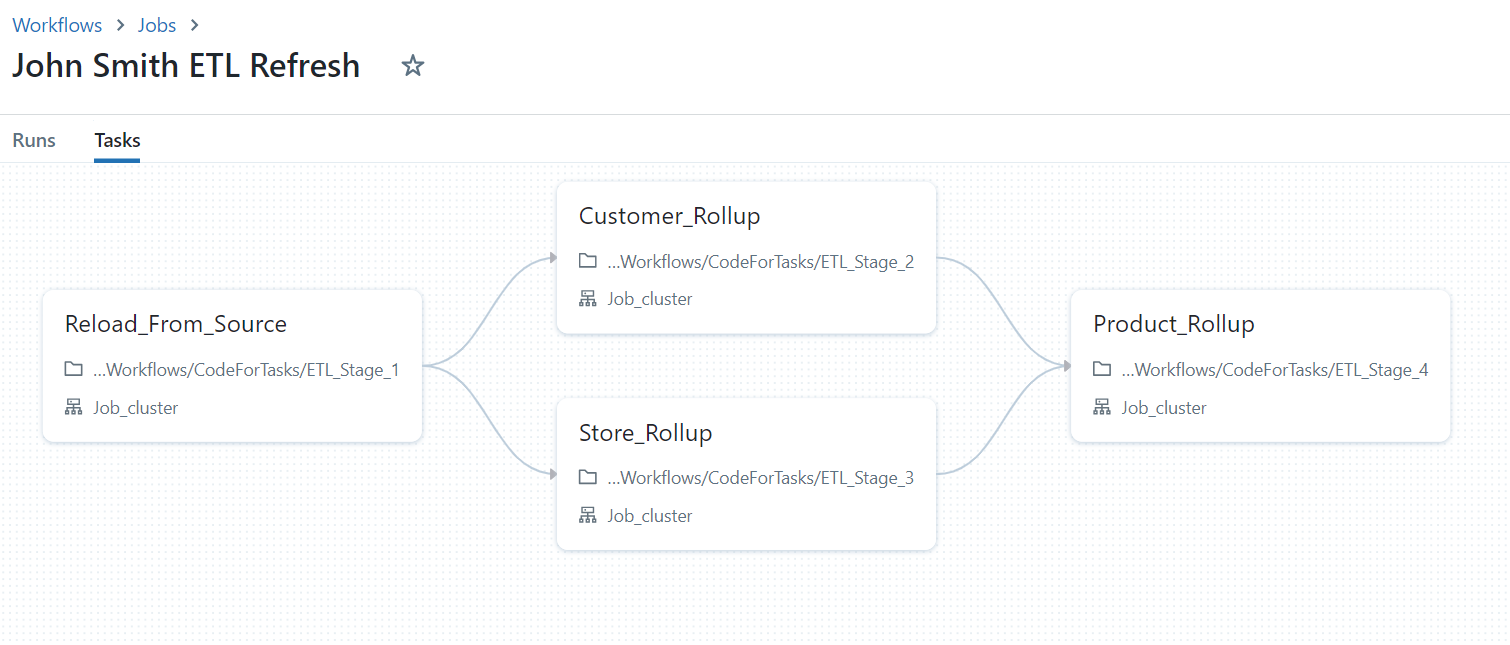 Workflows > Jobs >
John Smith ETL Refresh
Runs Tasks
Reload_From_Source
...Workflows/CodeForTasks/ETL_Stage_1
Job_cluster
Customer_Rollup
...Workflows/CodeForTasks/ETL_Stage_2
Job_cluster
Store_Rollup
...Workflows/CodeForTasks/ETL_Stage_3
Job_cluster
Product_Rollup
...Workflows/CodeForTasks/ETL_Stage_4
Job_cluster